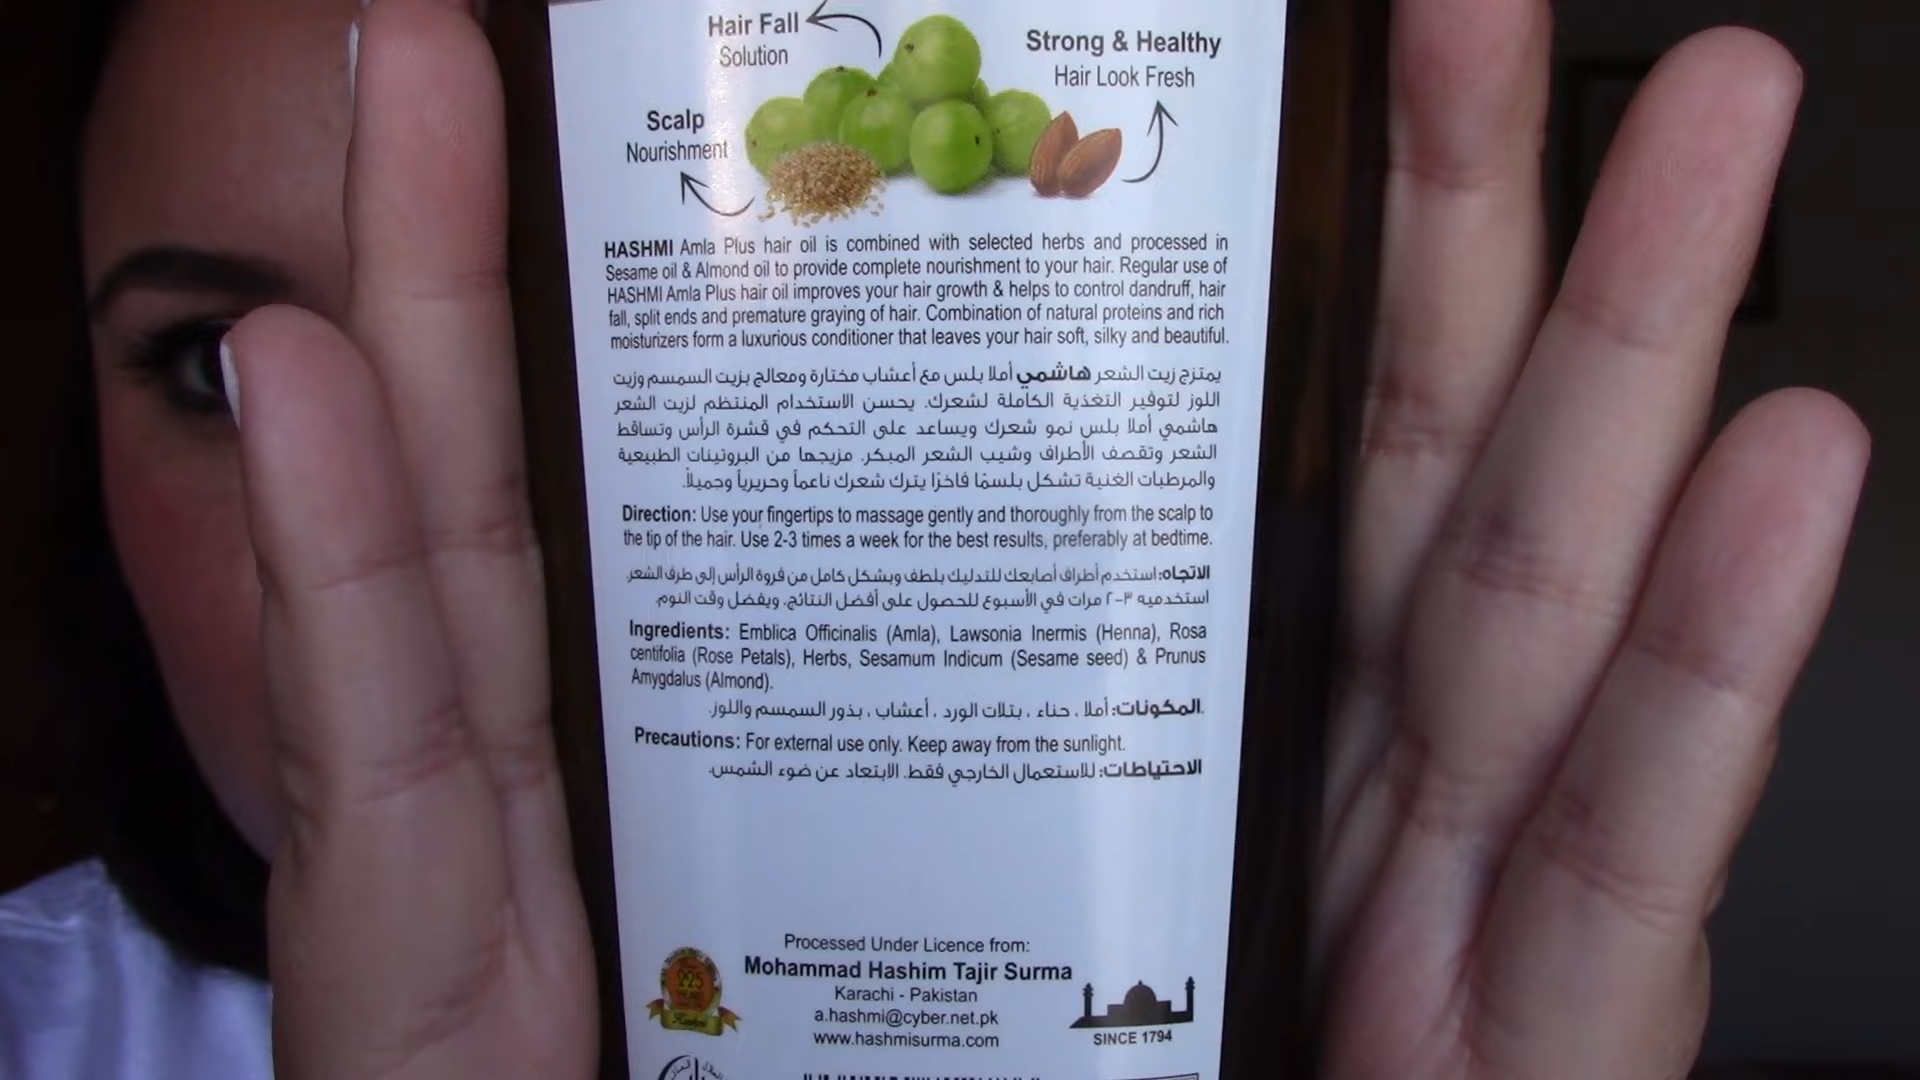 Hair Fall
Solution
Strong & Healthy
Hair Look Fresh
Scalp
Nourishment
HASHMI Amla Plus hair oil is combined with selected herbs and processed in
Sesame oil & Almond oil to provide complete nourishment to your hair. Regular use of
HASHMI Amla Plus hair oil improves your hair growth & helps to control dandruff, hair
fall, split ends and premature graying of hair. Combination of natural proteins and rich
moisturizers form a luxurious conditioner that leaves your hair soft, silky and beautiful.
يمتزج زيت الشعر هاشمي أملا بلس مع أعشاب مختارة ومعالج بزيت السمسم وزيت
اللوز لتوفير التغذية الكاملة لشعرك. يحسن الاستخدام المنتظم لزيت الشعر
هاشمي أملا بلس نمو شعرك ويساعد على التحكم في قشرة الرأس وتساقط
الشعر وتقصف الأطراف وشيب الشعر المبكر. مزيجها من البروتينات الطبيعية
والمرطبات الغنية تشكل بلسمًا فاخرًا يترك شعرك ناعماً وحريرياً وجميلاً.
Direction: Use your fingertips to massage gently and thoroughly from the scalp to
the tip of the hair. Use 2-3 times a week for the best results, preferably at bedtime.
الاتجاه: استخدم أطراف أصابعك للتدليك بلطف وبشكل كامل من فروة الرأس إلى طرف الشعر.
استخدميه ٣-٢ مرات في الأسبوع للحصول على أفضل النتائج. ويفضل وقت النوم.
Ingredients: Emblica Officinalis (Amla), Lawsonia Inermis (Henna), Rosa
centifolia (Rose Petals), Herbs, Sesamum Indicum (Sesame seed) & Prunus
Amygdalus (Almond).
المكونات: أملا ، حناء ، بتلات الورد ، أعشاب ، بذور السمسم واللوز.
Precautions: For external use only. Keep away from the sunlight.
الاحتياطات: للاستعمال الخارجي فقط. الابتعاد عن ضوء الشمس.
Processed Under Licence from:
Mohammad Hashim Tajir Surma
Karachi - Pakistan
a.hashmi@cyber.net.pk
www.hashmisurma.com
225
Hashmi
SINCE 1794